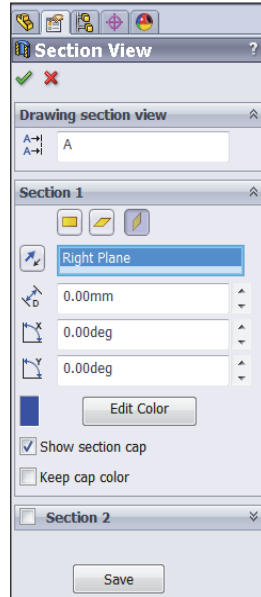 Section View ?
Drawing section view
A
Section 1
Right Plane
D 0.00mm
X 0.00deg
Y 0.00deg
Edit Color
Show section cap
Keep cap color
Section 2
Save